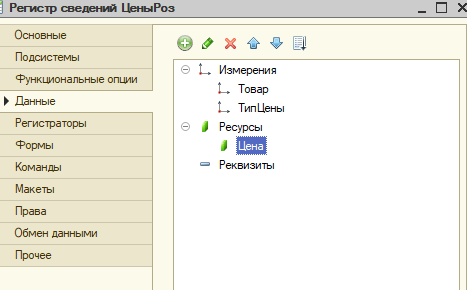 Регистр сведений ЦеныРоз
Основные
Подсистемы
Функциональные опции
Данные
Регистраторы
Формы
Команды
Макеты
Права
Обмен данными
Прочее
Измерения
Товар
ТипЦены
Ресурсы
Цена
Реквизиты